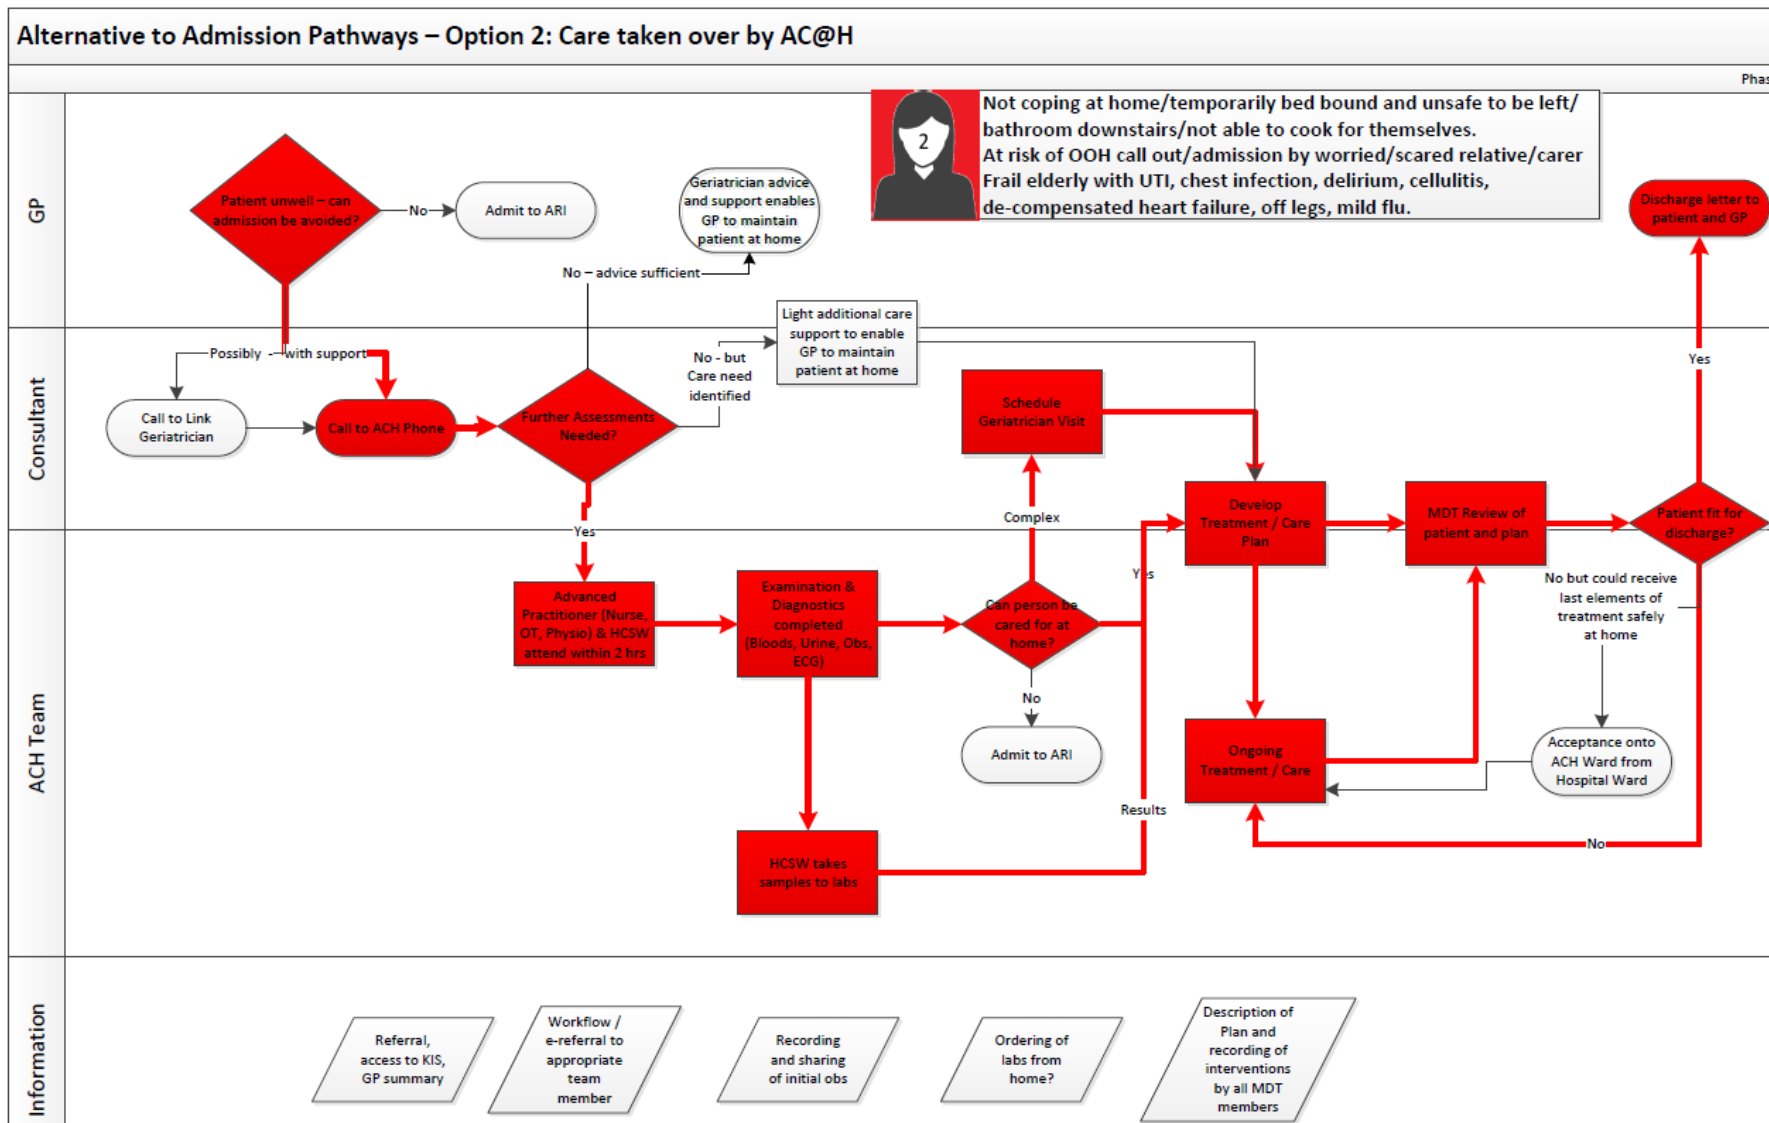 Alternative to Admission Pathways – Option 2: Care taken over by AC@H
Phas
GP
Patient unwell – can
admission be avoided?
No
Admit to ARI
Geriatrician advice
and support enables
GP to maintain
patient at home
2
Not coping at home/temporarily bed bound and unsafe to be left/
bathroom downstairs/not able to cook for themselves.
At risk of OOH call out/admission by worried/scared relative/carer
Frail elderly with UTI, chest infection, delirium, cellulitis,
de-compensated heart failure, off legs, mild flu.
Discharge letter to
patient and GP
No – advice sufficient
Consultant
Possibly - with support
Call to Link
Geriatrician
Call to ACH Phone
Further Assessments
Needed?
No - but
Care need
identified
Light additional care
support to enable
GP to maintain
patient at home
Schedule
Geriatrician Visit
Complex
Develop
Treatment / Care
Plan
MDT Review of
patient and plan
Patient fit for
discharge?
Yes
Yes
ACH Team
Advanced
Practitioner (Nurse,
OT, Physio) & HCSW
attend within 2 hrs
Examination &
Diagnostics
completed
(Bloods, Urine, Obs,
ECG)
Can person be
cared for at
home?
Yes
No
Admit to ARI
HCSW takes
samples to labs
Results
Ongoing
Treatment / Care
No but could receive
last elements of
treatment safely
at home
Acceptance onto
ACH Ward from
Hospital Ward
No
Information
Referral,
access to KIS,
GP summary
Workflow /
e-referral to
appropriate
team
member
Recording
and sharing
of initial obs
Ordering of
labs from
home?
Description of
Plan and
recording of
interventions
by all MDT
members